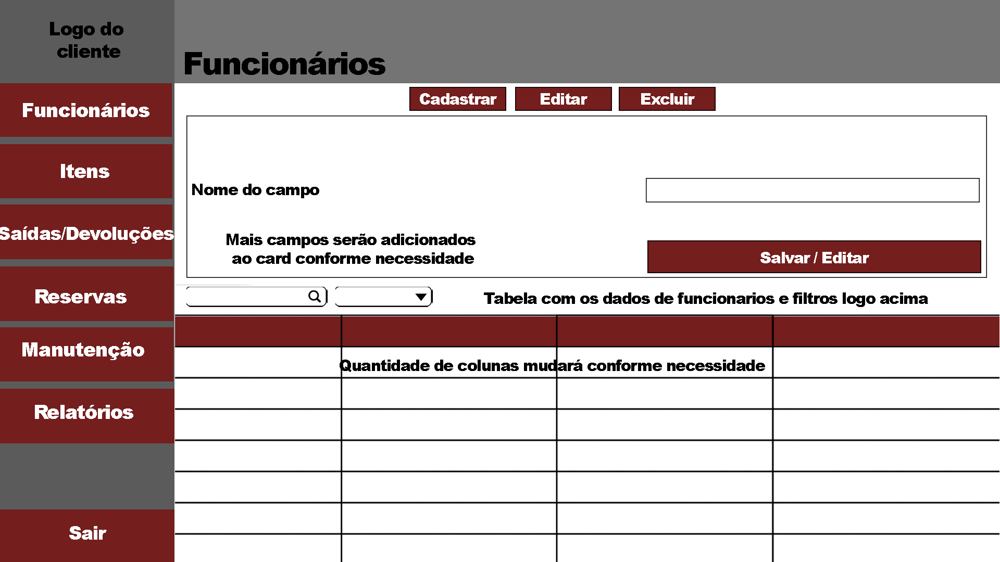 Logo do
cliente
Funcionários
Funcionários
Itens
Saídas/Devoluções
Reservas
Manutenção
Relatórios
Sair
Cadastrar
Editar
Excluir
Nome do campo
Mais campos serão adicionados
ao card conforme necessidade
Salvar / Editar
Tabela com os dados de funcionarios e filtros logo acima
Quantidade de colunas mudará conforme necessidade